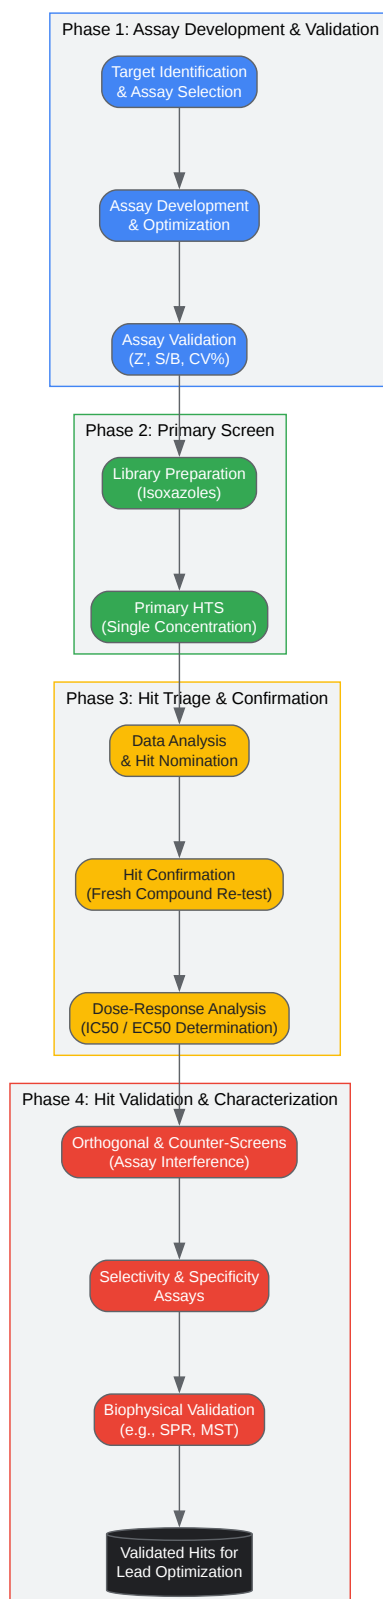 Phase 1: Assay Development & Validation
Target Identification
& Assay Selection
Assay Development
& Optimization
Assay Validation
(Z', S/B, CV%)
Phase 2: Primary Screen
Library Preparation
(Isoxazoles)
Primary HTS
(Single Concentration)
Phase 3: Hit Triage & Confirmation
Data Analysis
& Hit Nomination
Hit Confirmation
(Fresh Compound Re-test)
Dose-Response Analysis
(IC50 / EC50 Determination)
Phase 4: Hit Validation & Characterization
Orthogonal & Counter-Screens
(Assay Interference)
Selectivity & Specificity
Assays
Biophysical Validation
(e.g., SPR, MST)
Validated Hits for
Lead Optimization